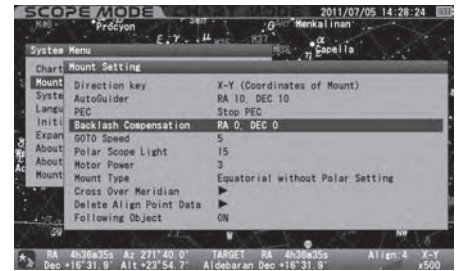 SCOPE MODE
2011/07/05 14:28:24
Procyon
Menkalinan
Capella
System Menu
Chart
Mount Setting
Mount
Direction key X-Y (Coordinates of Mount)
Syste
AutoGuider RA 10, DEC 10
Langu
PEC Stop PEC
Initi
Backlash Compensation RA 0, DEC 0
Expan
GOTO Speed 5
About
Polar Scope Light 15
About
Motor Power 3
Mount
Mount Type Equatorial without Polar Setting
Cross Over Meridian ▶
Delete Align Point Data ▶
Following Object ON
W
NW
RA 4h36m35s Az 271°40.0' TARGET RA 4h36m35s Align:4 X-Y
Dec +16°31.9' Alt +23°54.7' Aldebaran Dec +16°31.9' x500